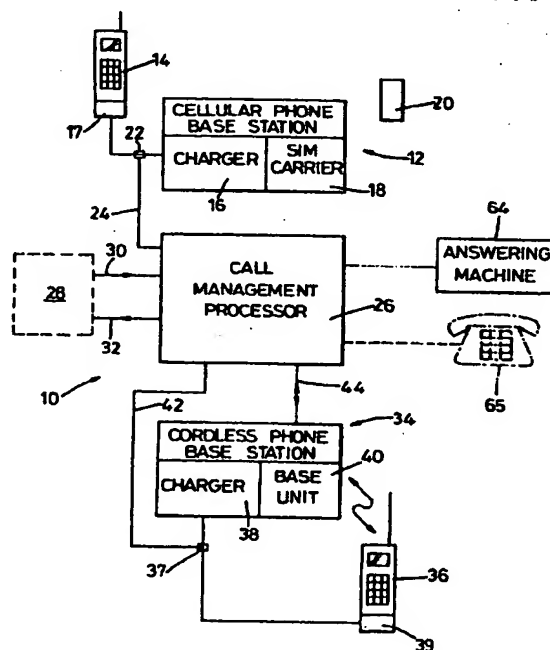 14
17
22
20
CELLULAR PHONE
BASE STATION
12
CHARGER
SIM
CARRIER
16
18
24
64
ANSWERING
MACHINE
30
28
CALL
MANAGEMENT
PROCESSOR
26
32
65
10
42
44
34
CORDLESS PHONE
BASE STATION
40
CHARGER
BASE
UNIT
38
37
36
39